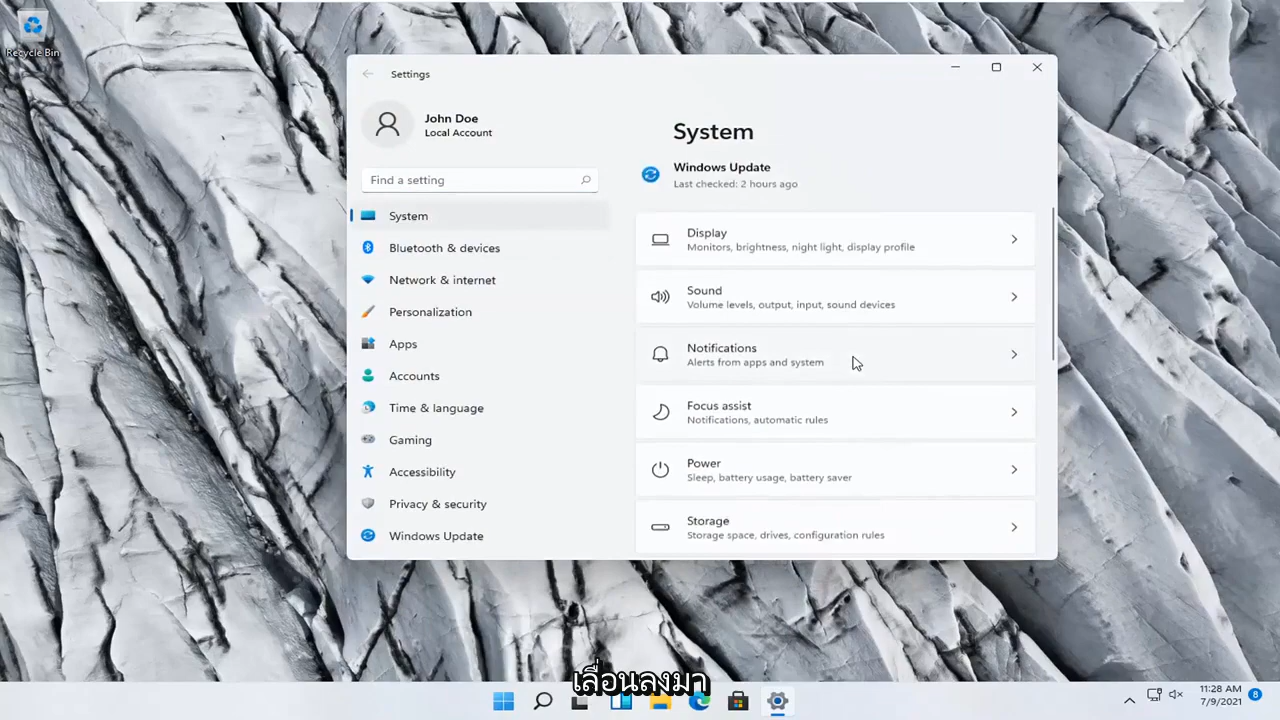 Recycle Bin
Settings
John Doe
Local Account
Find a setting
System
Bluetooth & devices
Network & internet
Personalization
Apps
Accounts
Time & language
Gaming
Accessibility
Privacy & security
Windows Update
System
Windows Update
Last checked: 2 hours ago
Display
Monitors, brightness, night light, display profile
Sound
Volume levels, output, input, sound devices
Notifications
Alerts from apps and system
Focus assist
Notifications, automatic rules
Power
Sleep, battery usage, battery saver
Storage
Storage space, drives, configuration rules
เลื่อนลงมา
11:28 AM
7/9/2021
8